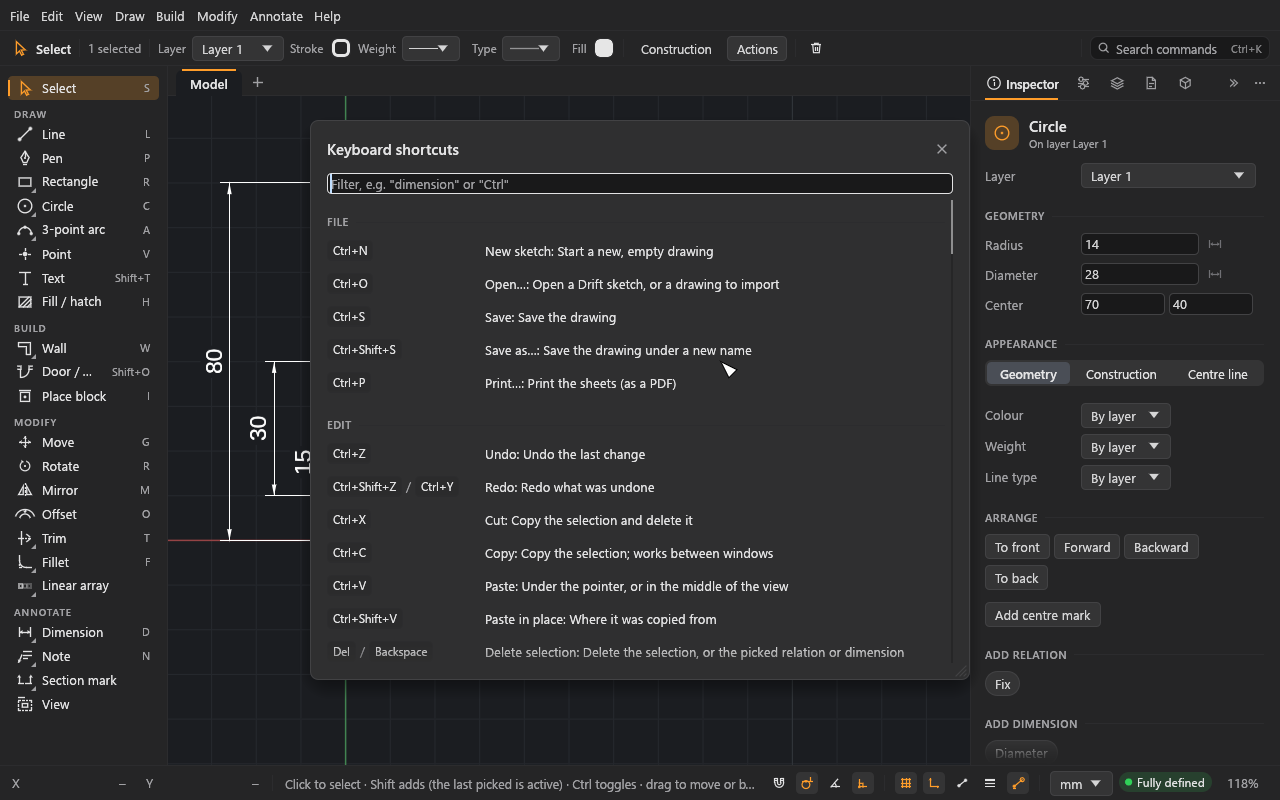 File Edit View Draw Build Modify Annotate Help
Select 1 selected Layer Layer 1 Stroke Weight Type Fill Construction Actions Search commands Ctrl+K
Select S
DRAW
Line L
Pen P
Rectangle R
Circle C
3-point arc A
Point V
Text Shift+T
Fill / hatch H
BUILD
Wall W
Door / ... Shift+O
Place block I
MODIFY
Move G
Rotate R
Mirror M
Offset O
Trim T
Fillet F
Linear array
ANNOTATE
Dimension D
Note N
Section mark
View
Model +
80
30
15
Keyboard shortcuts
Filter, e.g. "dimension" or "Ctrl"
FILE
Ctrl+N New sketch: Start a new, empty drawing
Ctrl+O Open...: Open a Drift sketch, or a drawing to import
Ctrl+S Save: Save the drawing
Ctrl+Shift+S Save as...: Save the drawing under a new name
Ctrl+P Print...: Print the sheets (as a PDF)
EDIT
Ctrl+Z Undo: Undo the last change
Ctrl+Shift+Z / Ctrl+Y Redo: Redo what was undone
Ctrl+X Cut: Copy the selection and delete it
Ctrl+C Copy: Copy the selection; works between windows
Ctrl+V Paste: Under the pointer, or in the middle of the view
Ctrl+Shift+V Paste in place: Where it was copied from
Del / Backspace Delete selection: Delete the selection, or the picked relation or dimension
Inspector
Circle
On layer Layer 1
Layer Layer 1
GEOMETRY
Radius 14
Diameter 28
Center 70 40
APPEARANCE
Geometry Construction Centre line
Colour By layer
Weight By layer
Line type By layer
ARRANGE
To front Forward Backward
To back
Add centre mark
ADD RELATION
Fix
ADD DIMENSION
Diameter
X – Y – Click to select · Shift adds (the last picked is active) · Ctrl toggles · drag to move or b... mm Fully defined 118%